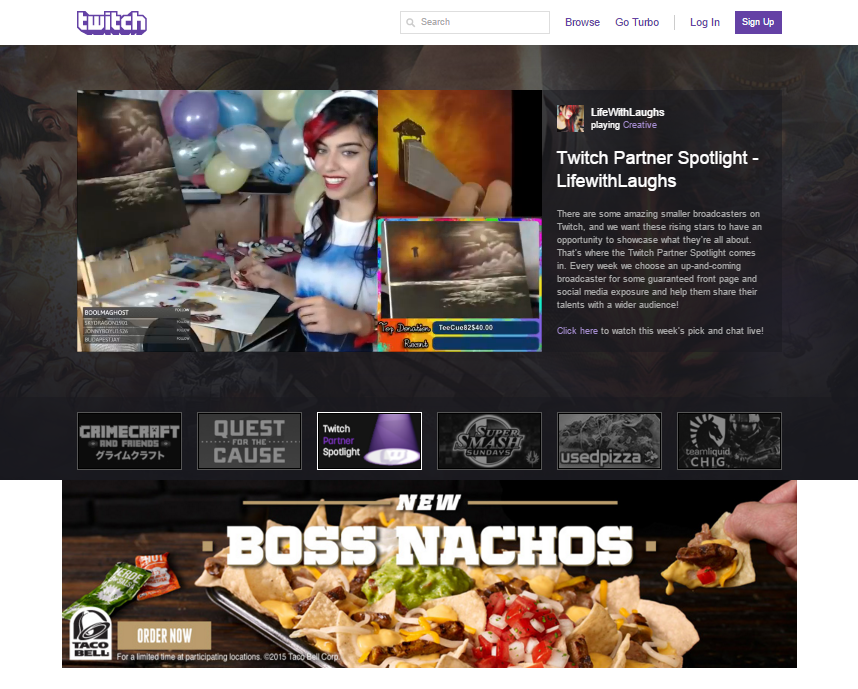 twitch
Search
Browse
Go Turbo
Log In
Sign Up
LifeWithLaughs
playing Creative
Twitch Partner Spotlight -
LifewithLaughs
There are some amazing smaller broadcasters on
Twitch, and we want these rising stars to have an
opportunity to showcase what they're all about.
That's where the Twitch Partner Spotlight comes
in. Every week we choose an up-and-coming
broadcaster for some guaranteed front page and
social media exposure and help them share their
talents with a wider audience!
Click here to watch this week's pick and chat live!
BOOLMAGHOST
FOLLOW
SKYDRAGON1901
JONNYBOYLJLS26
BUDAPESTJAY
Top Donation
TeeCue82$40.00
Recent
GRIMECRAFT
AND FRIENDS
グライムクラフト
QUEST
FOR THE
CAUSE
Twitch
Partner
Spotlight
SUPER
SMASH
SUNDAYS
usedpizza
teamliquid
CHIG
NEW
BOSS NACHOS
VERDE
SALSA
HOT
TACO
BELL
ORDER NOW
For a limited time at participating locations. ©2015 Taco Bell Corp.